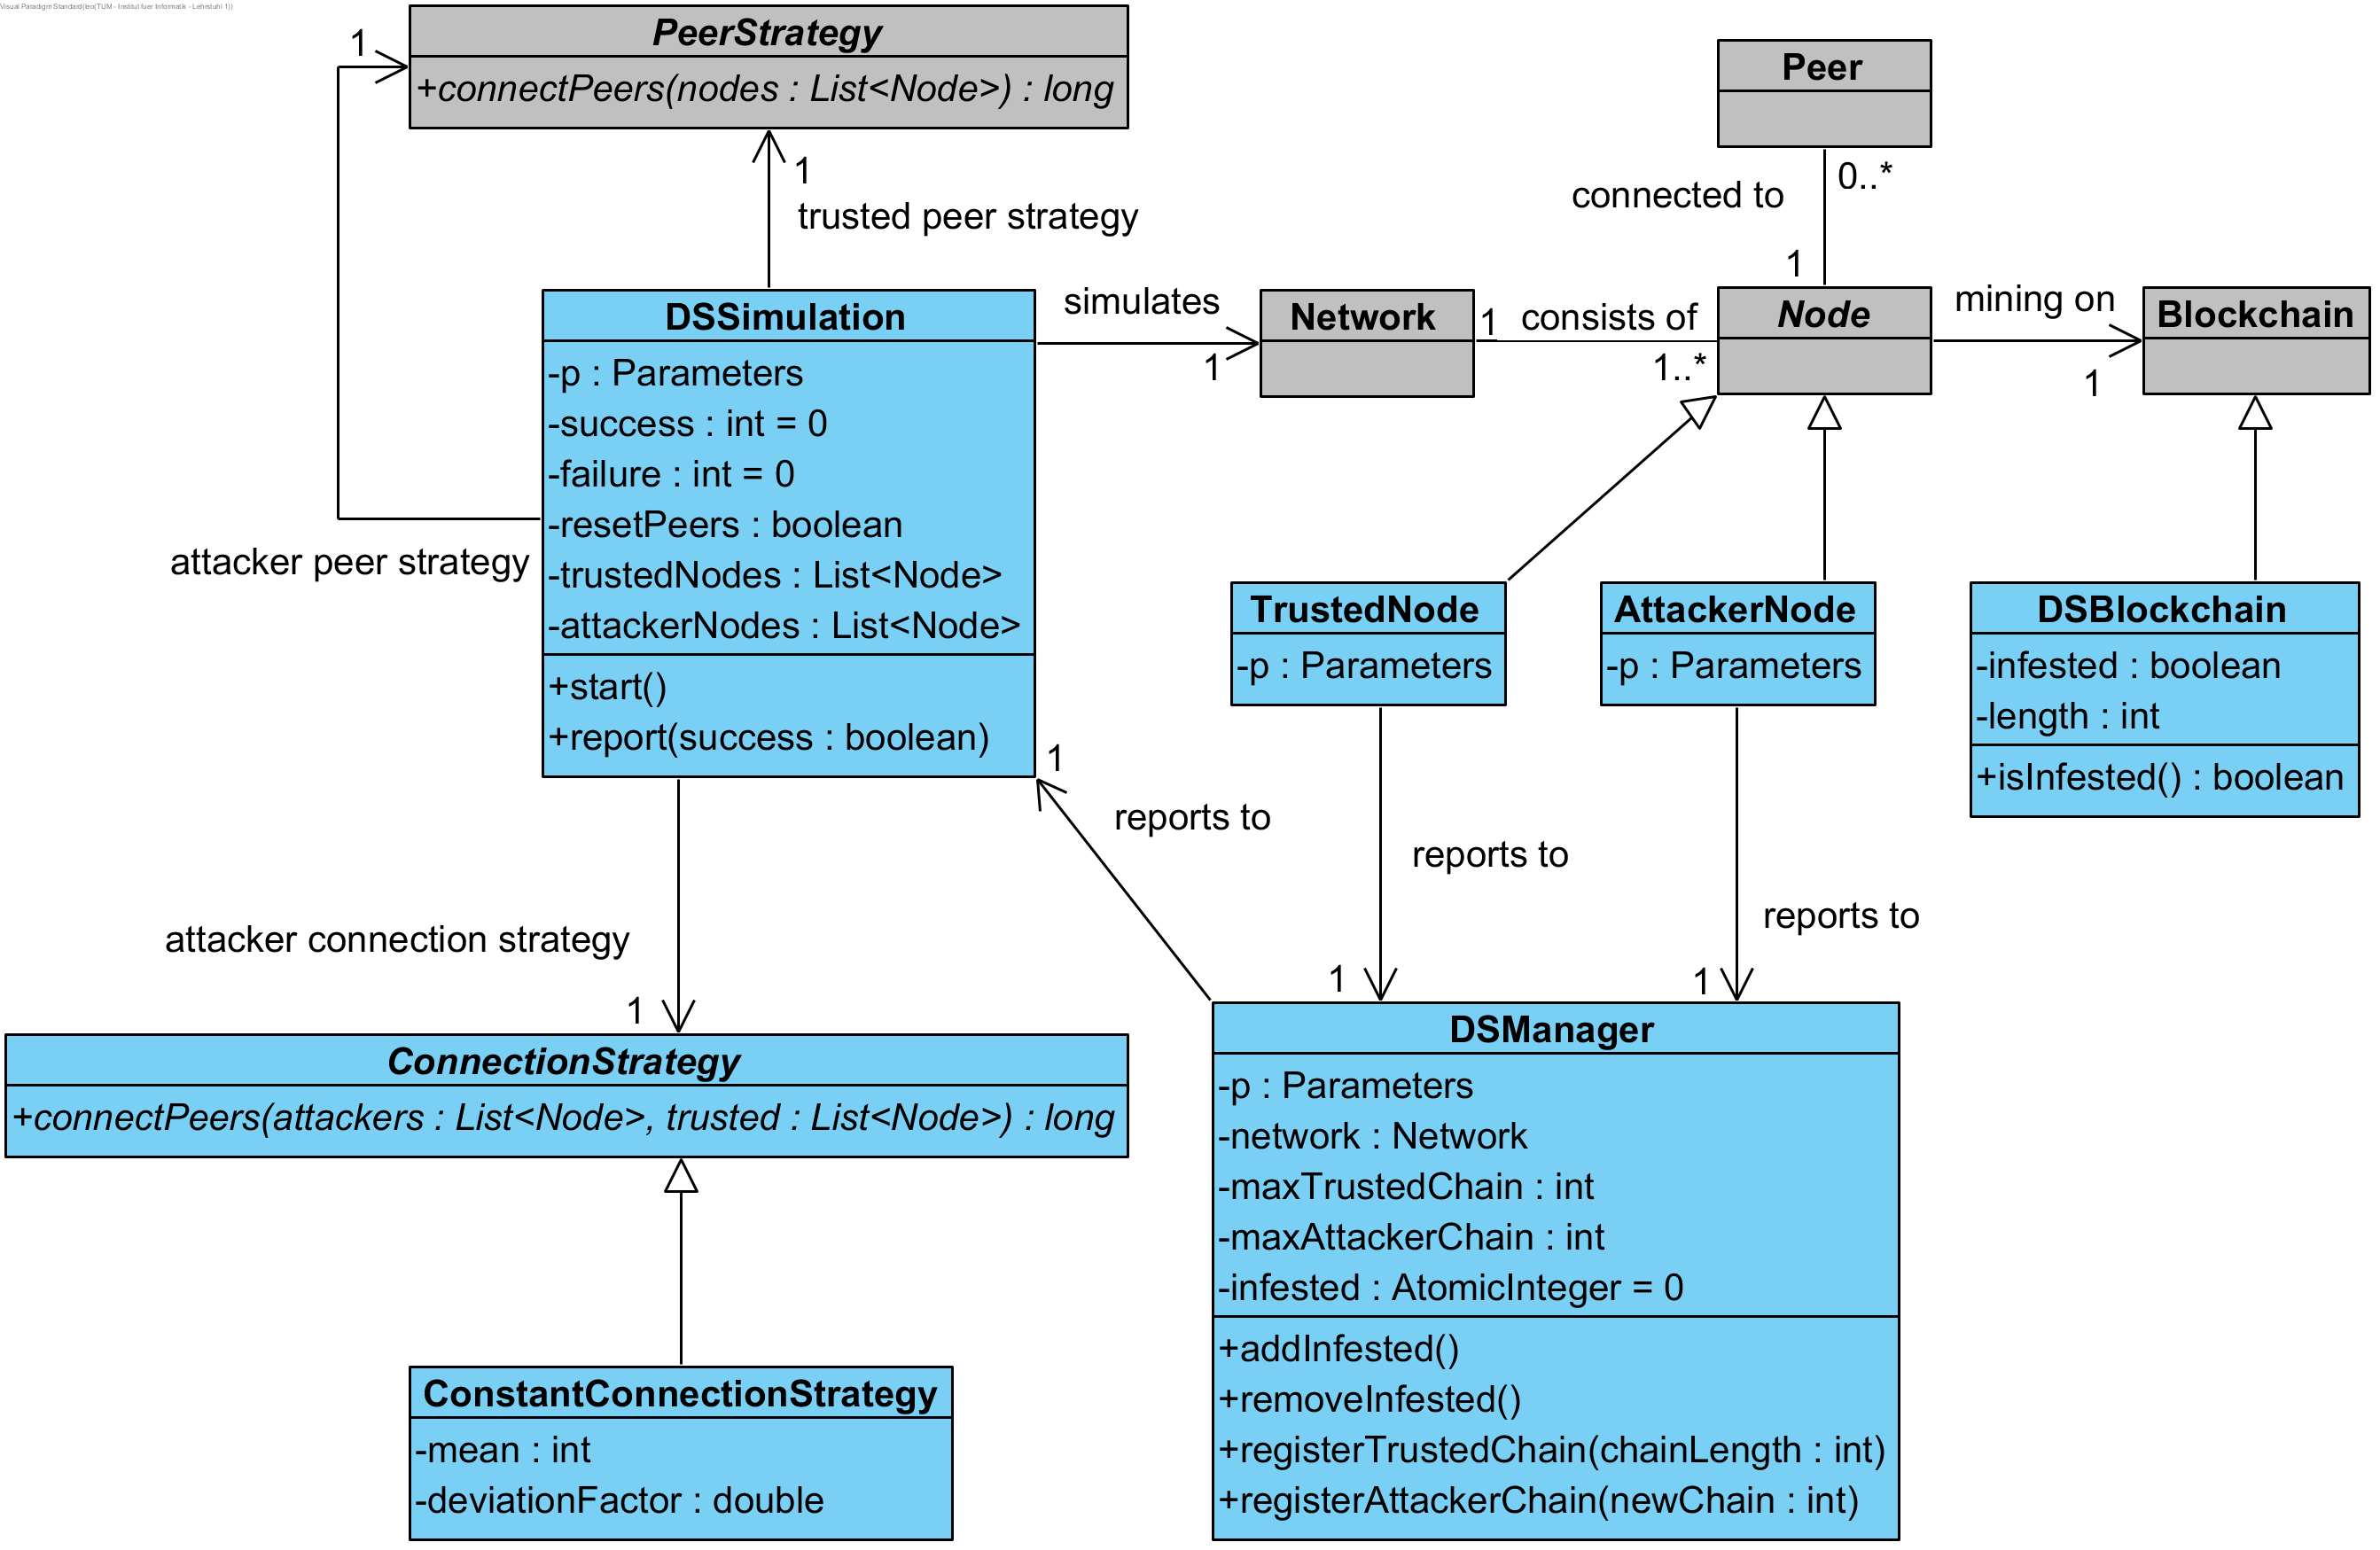 Visual Paradigm Standard(leo(TUM - Institut fuer Informatik - Lehrstuhl 1))
PeerStrategy
+connectPeers(nodes : List<Node>) : long
1
1
trusted peer strategy
attacker peer strategy
DSSimulation
-p : Parameters
-success : int = 0
-failure : int = 0
-resetPeers : boolean
-trustedNodes : List<Node>
-attackerNodes : List<Node>
+start()
+report(success : boolean)
simulates
1
Network
1
consists of
1..*
Peer
0..*
connected to
1
Node
mining on
1
Blockchain
TrustedNode
-p : Parameters
AttackerNode
-p : Parameters
DSBlockchain
-infested : boolean
-length : int
+isInfested() : boolean
1
reports to
reports to
1
reports to
1
attacker connection strategy
1
ConnectionStrategy
+connectPeers(attackers : List<Node>, trusted : List<Node>) : long
ConstantConnectionStrategy
-mean : int
-deviationFactor : double
DSManager
-p : Parameters
-network : Network
-maxTrustedChain : int
-maxAttackerChain : int
-infested : AtomicInteger = 0
+addInfested()
+removeInfested()
+registerTrustedChain(chainLength : int)
+registerAttackerChain(newChain : int)